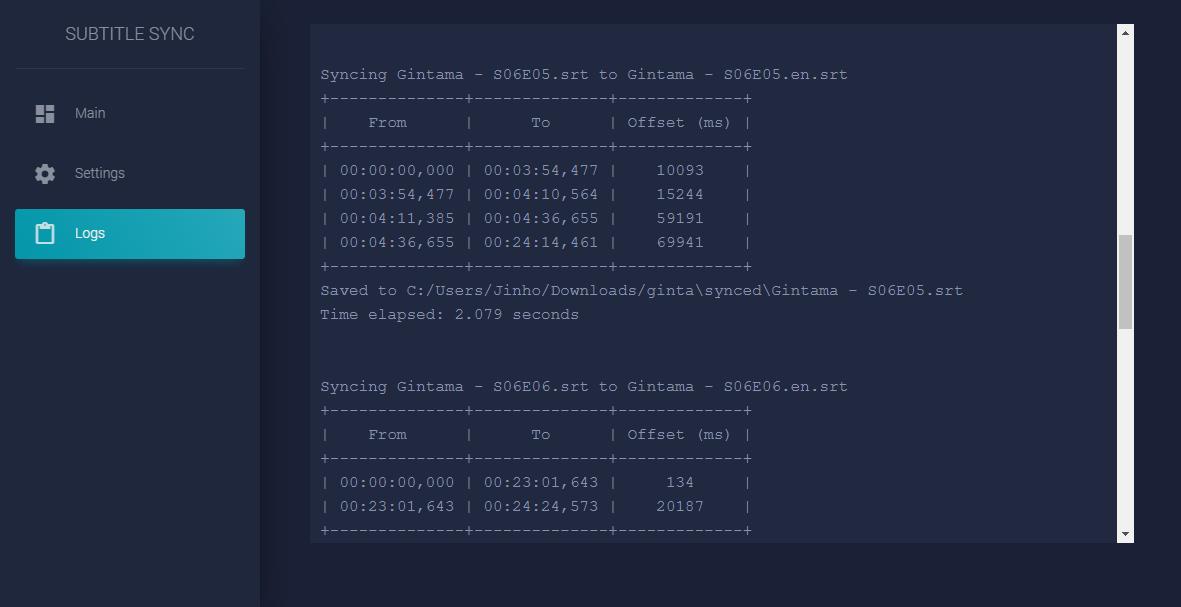 SUBTITLE SYNC
Main
Settings
Logs
Syncing Gintama - S06E05.srt to Gintama - S06E05.en.srt
+--------------+--------------+-------------+
|    From      |      To      | Offset (ms) |
+--------------+--------------+-------------+
| 00:00:00,000 | 00:03:54,477 |    10093    |
| 00:03:54,477 | 00:04:10,564 |    15244    |
| 00:04:11,385 | 00:04:36,655 |    59191    |
| 00:04:36,655 | 00:24:14,461 |    69941    |
+--------------+--------------+-------------+
Saved to C:/Users/Jinho/Downloads/ginta\synced\Gintama - S06E05.srt
Time elapsed: 2.079 seconds
Syncing Gintama - S06E06.srt to Gintama - S06E06.en.srt
+--------------+--------------+-------------+
|    From      |      To      | Offset (ms) |
+--------------+--------------+-------------+
| 00:00:00,000 | 00:23:01,643 |     134     |
| 00:23:01,643 | 00:24:24,573 |    20187    |
+--------------+--------------+-------------+